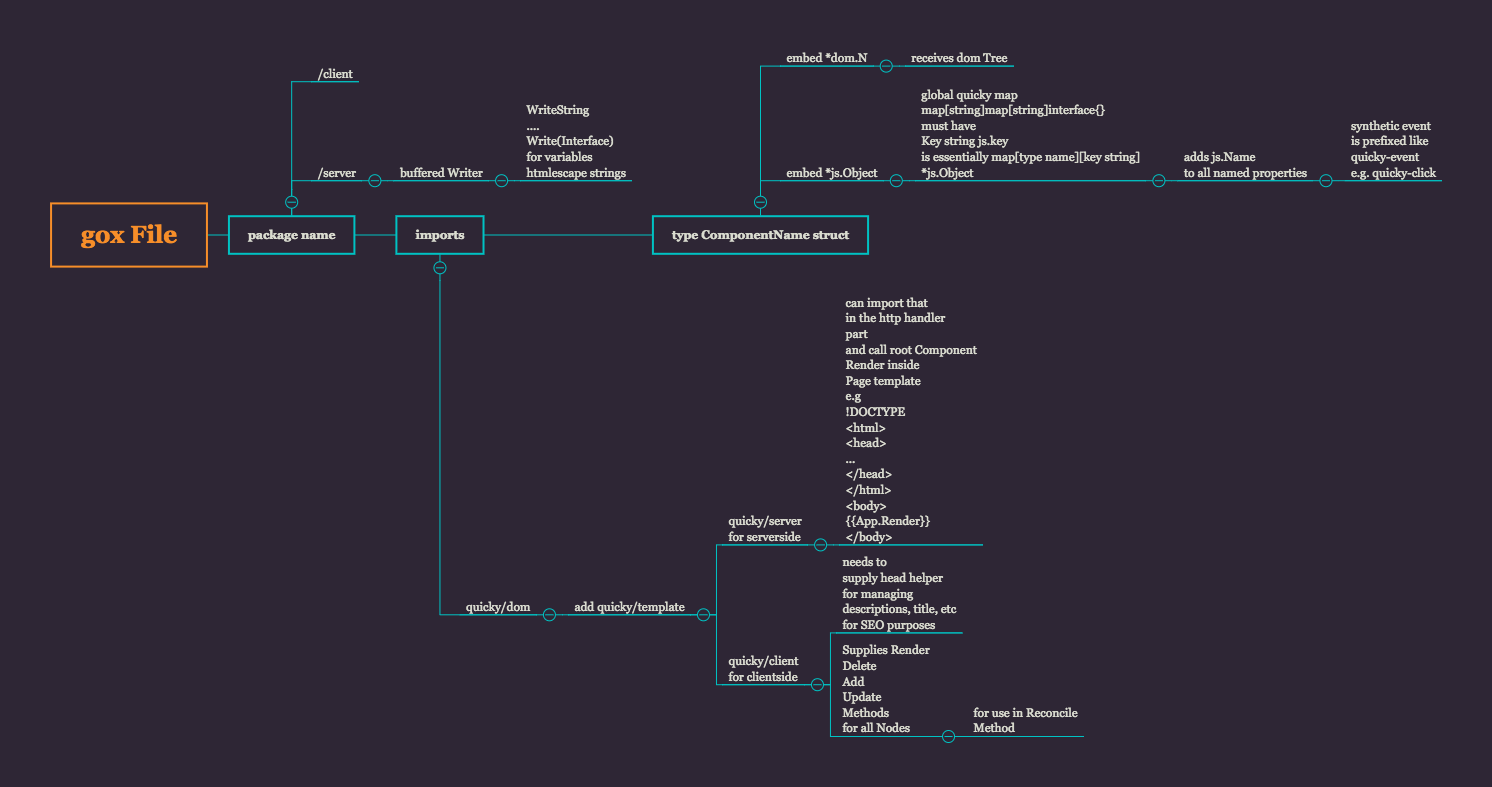 gox File
package name
/client
/server
buffered Writer
WriteString
....
Write(Interface)
for variables
htmlescape strings
imports
quicky/dom
add quicky/template
quicky/server
for serverside
can import that
in the http handler
part
and call root Component
Render inside
Page template
e.g
!DOCTYPE
<html>
<head>
...
</head>
</html>
<body>
{{App.Render}}
</body>
quicky/client
for clientside
needs to
supply head helper
for managing
descriptions, title, etc
for SEO purposes
Supplies Render
Delete
Add
Update
Methods
for all Nodes
for use in Reconcile
Method
type ComponentName struct
embed *dom.N
receives dom Tree
embed *js.Object
global quicky map
map[string]map[string]interface{}
must have
Key string js.key
is essentially map[type name][key string]
*js.Object
adds js.Name
to all named properties
synthetic event
is prefixed like
quicky-event
e.g. quicky-click